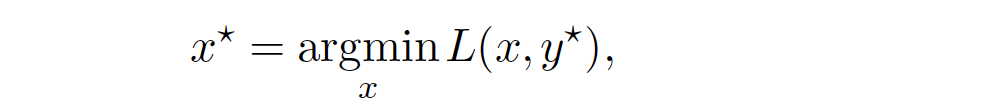 x⋆ = argmin L(x, y⋆),
x